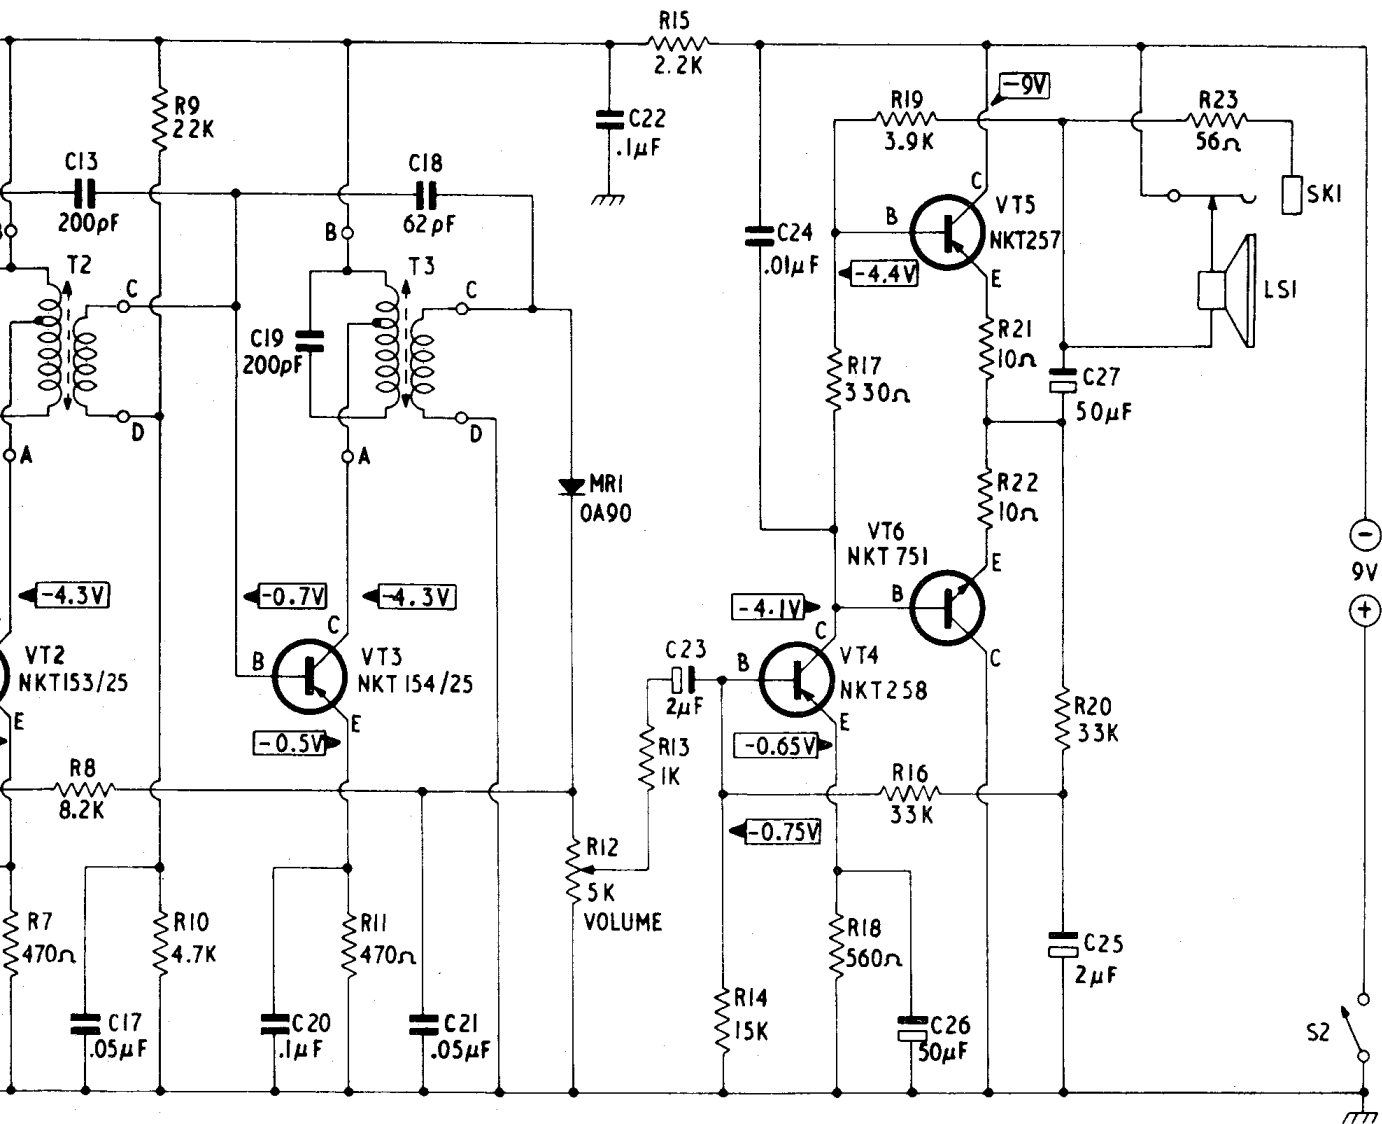 R15
2.2K
R9
22K
C22
.1µF
R19
3.9K
-9V
R23
56Ω
C13
200pF
C18
62pF
SK1
C
VT5
NKT257
B
E
C24
.01µF
-4.4V
B
T2
C
B
T3
C
LS1
C19
200pF
R21
10Ω
R17
330Ω
C27
50µF
D
D
A
A
MR1
OA90
R22
10Ω
VT6
NKT 751
E
B
C
-
9V
+
-4.3V
-0.7V
-4.3V
-4.1V
C
VT2
NKT153/25
E
B
VT3
NKT 154/25
E
-0.5V
C23
2µF
B
C
VT4
NKT258
E
-0.65V
R20
33K
R13
1K
R8
8.2K
R16
33K
-0.75V
R12
5K
VOLUME
R7
470Ω
R10
4.7K
R11
470Ω
R18
560Ω
C25
2µF
R14
15K
C17
.05µF
C20
.1µF
C21
.05µF
C26
50µF
S2